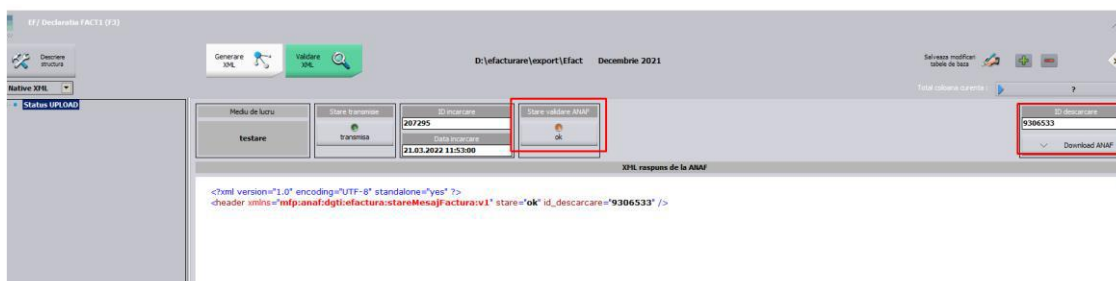 EF/ Declaratia FACT1 (F3)
Descriere structura
Generare XML
Validare XML
D:\efacturare\export\Efact Decembrie 2021
Salveaza modificari tabele de baza
Native XML
Total coloana curenta : ?
Status UPLOAD
Mediu de lucru
testare
Stare transmisie
transmisa
ID incarcare
207295
Data incarcare
21.03.2022 11:53:00
Stare validare ANAF
ok
ID descarcare
9306533
Download ANAF
XML raspuns de la ANAF
<?xml version="1.0" encoding="UTF-8" standalone="yes" ?>
<header xmlns="mfp:anaf:dgti:efactura:stareMesajFactura:v1" stare="ok" id_descarcare="9306533" />